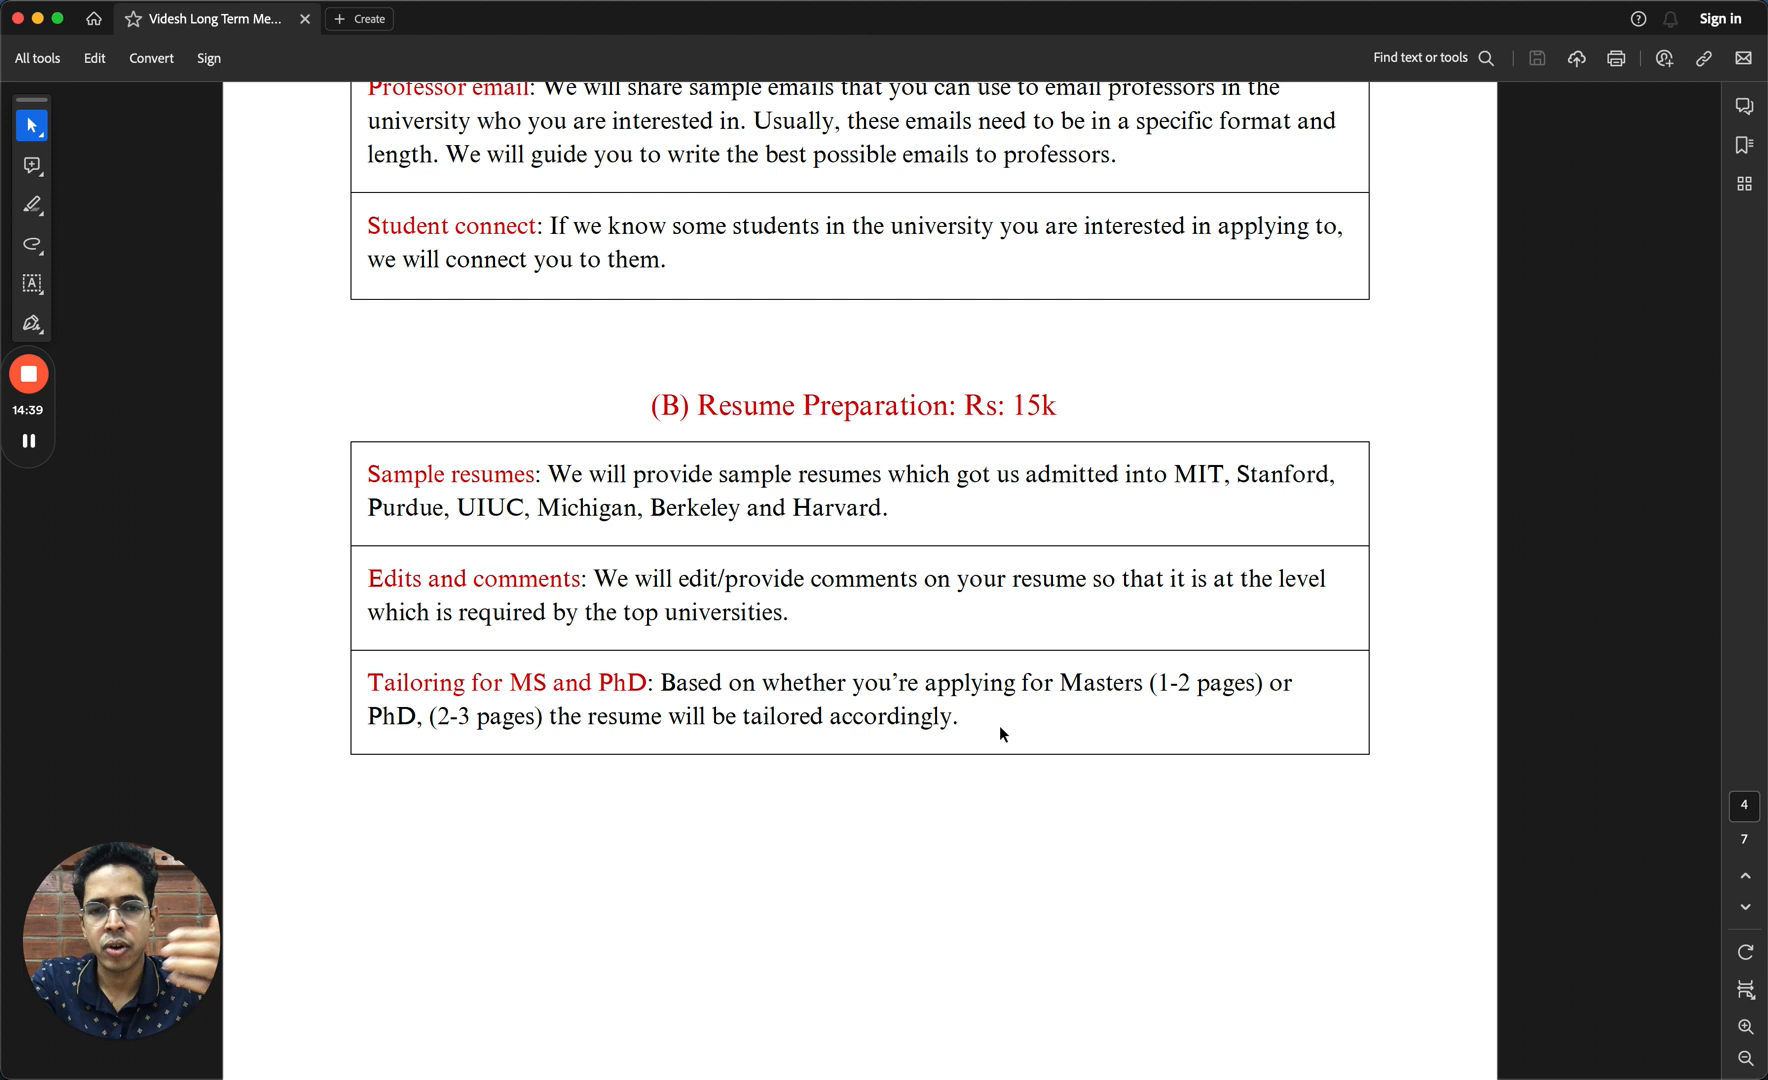 Videsh Long Term Me...
Create
Sign in
All tools
Edit
Convert
Sign
Find text or tools
Professor email: We will share sample emails that you can use to email professors in the
university who you are interested in. Usually, these emails need to be in a specific format and
length. We will guide you to write the best possible emails to professors.
Student connect: If we know some students in the university you are interested in applying to,
we will connect you to them.
14:39
(B) Resume Preparation: Rs: 15k
Sample resumes: We will provide sample resumes which got us admitted into MIT, Stanford,
Purdue, UIUC, Michigan, Berkeley and Harvard.
Edits and comments: We will edit/provide comments on your resume so that it is at the level
which is required by the top universities.
Tailoring for MS and PhD: Based on whether you’re applying for Masters (1-2 pages) or
PhD, (2-3 pages) the resume will be tailored accordingly.
4
7